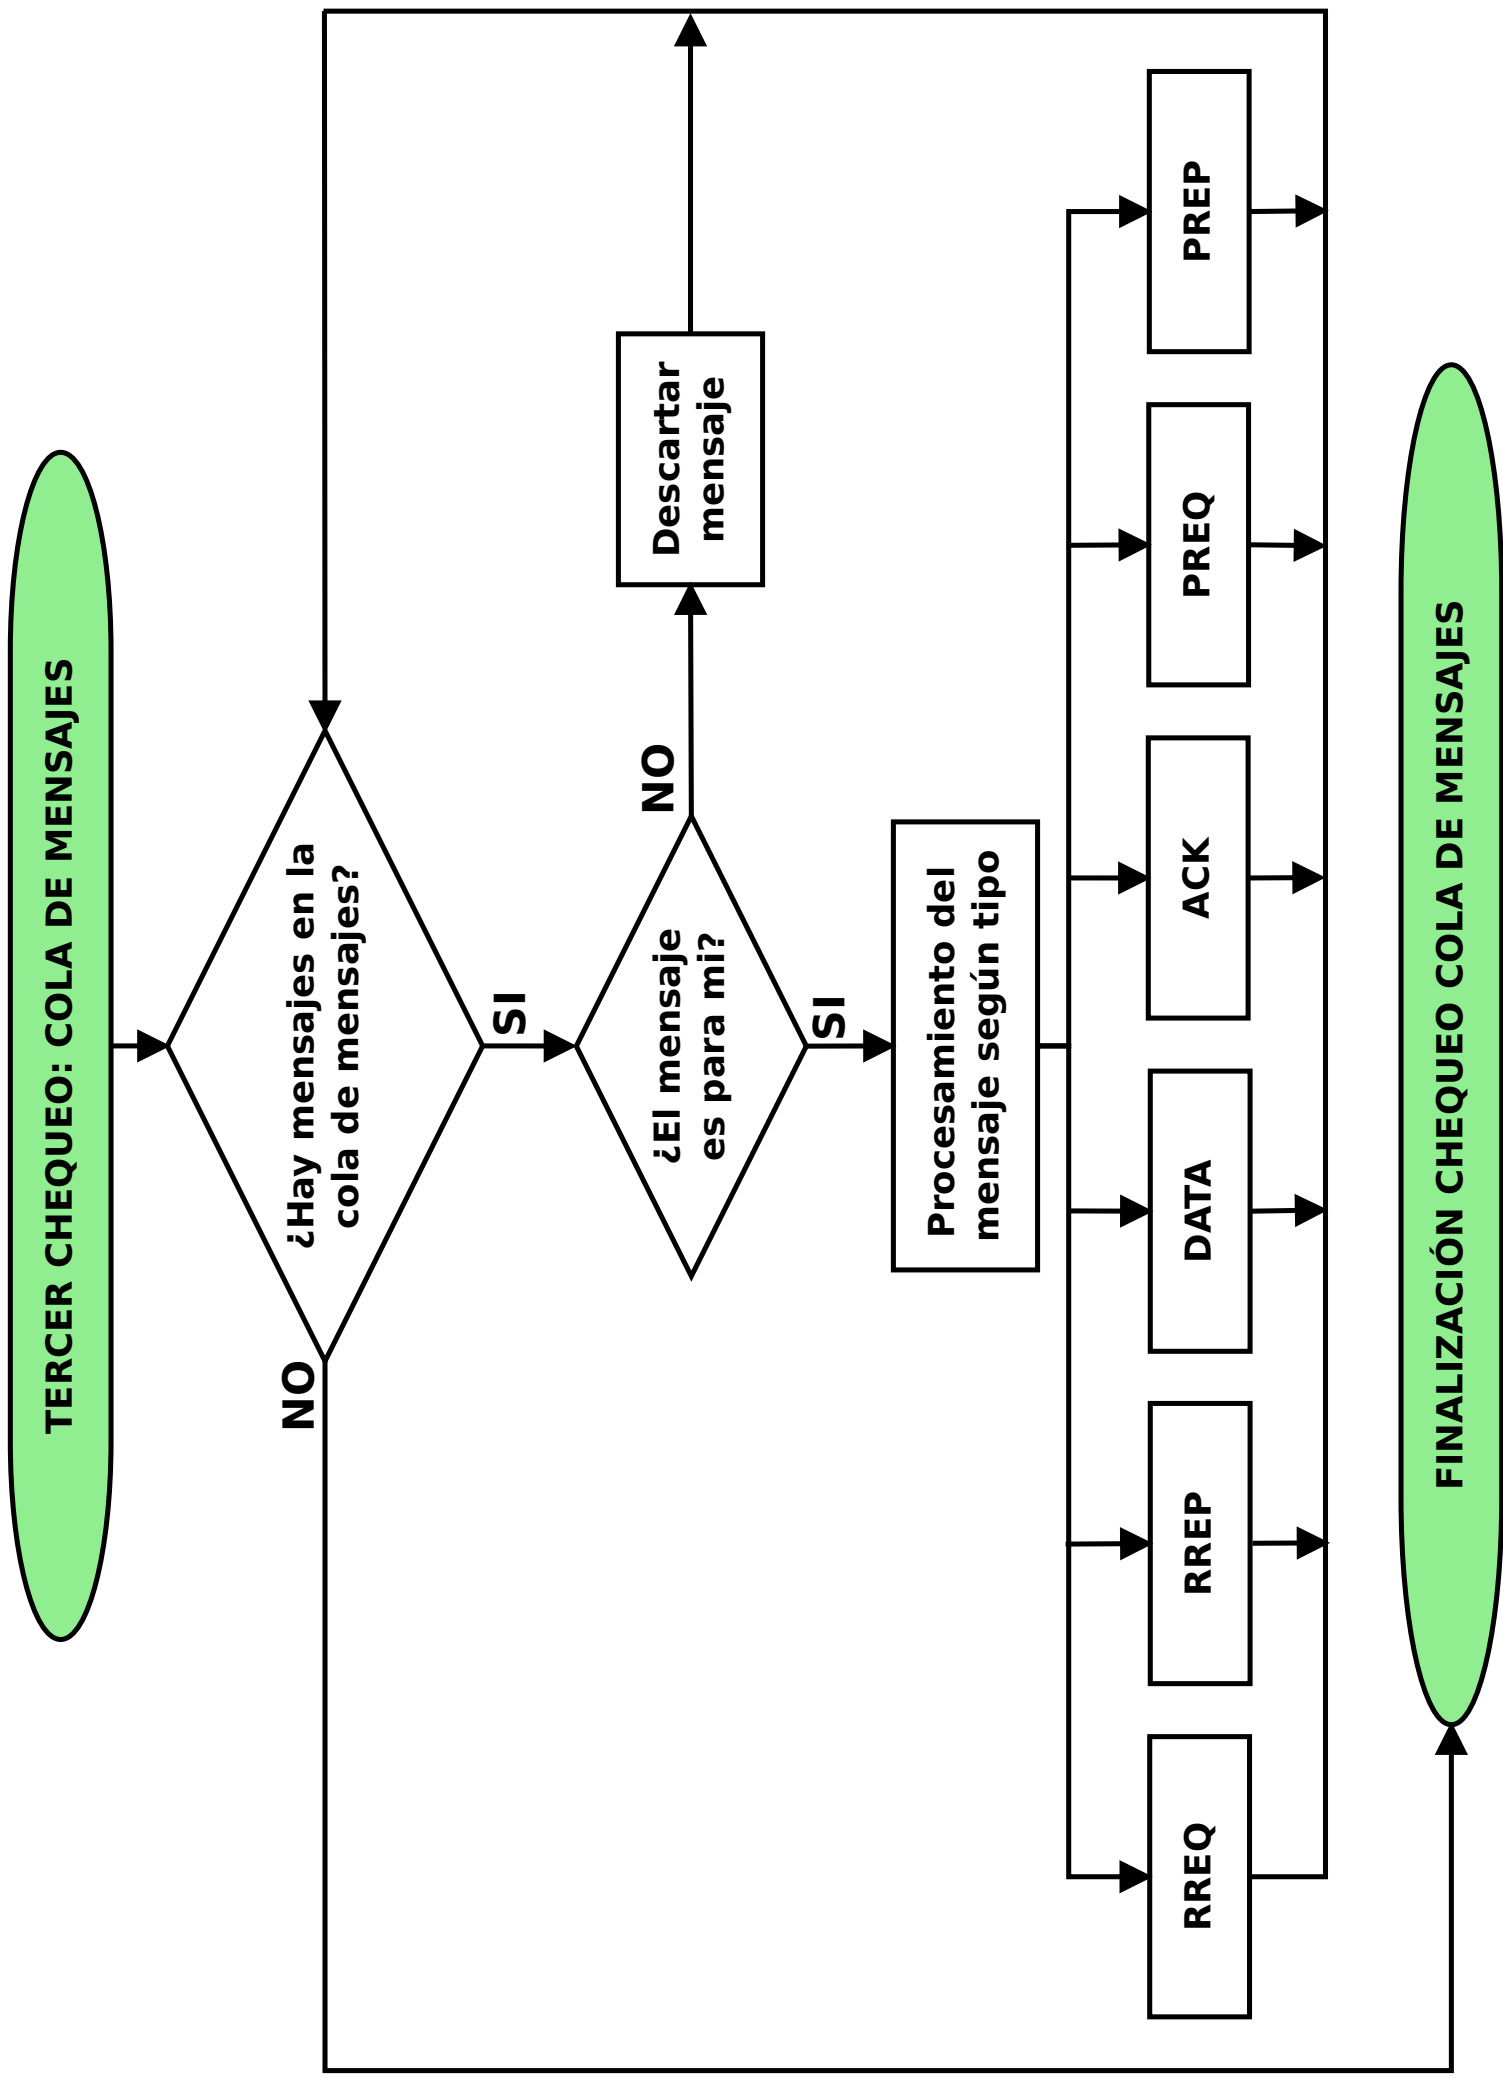 TERCER CHEQUEO: COLA DE MENSAJES
¿Hay mensajes en la
cola de mensajes?
NO
SI
¿El mensaje
es para mi?
NO
Descartar
mensaje
SI
Procesamiento del
mensaje según tipo
RREQ
RREP
DATA
ACK
PREQ
PREP
FINALIZACIÓN CHEQUEO COLA DE MENSAJES